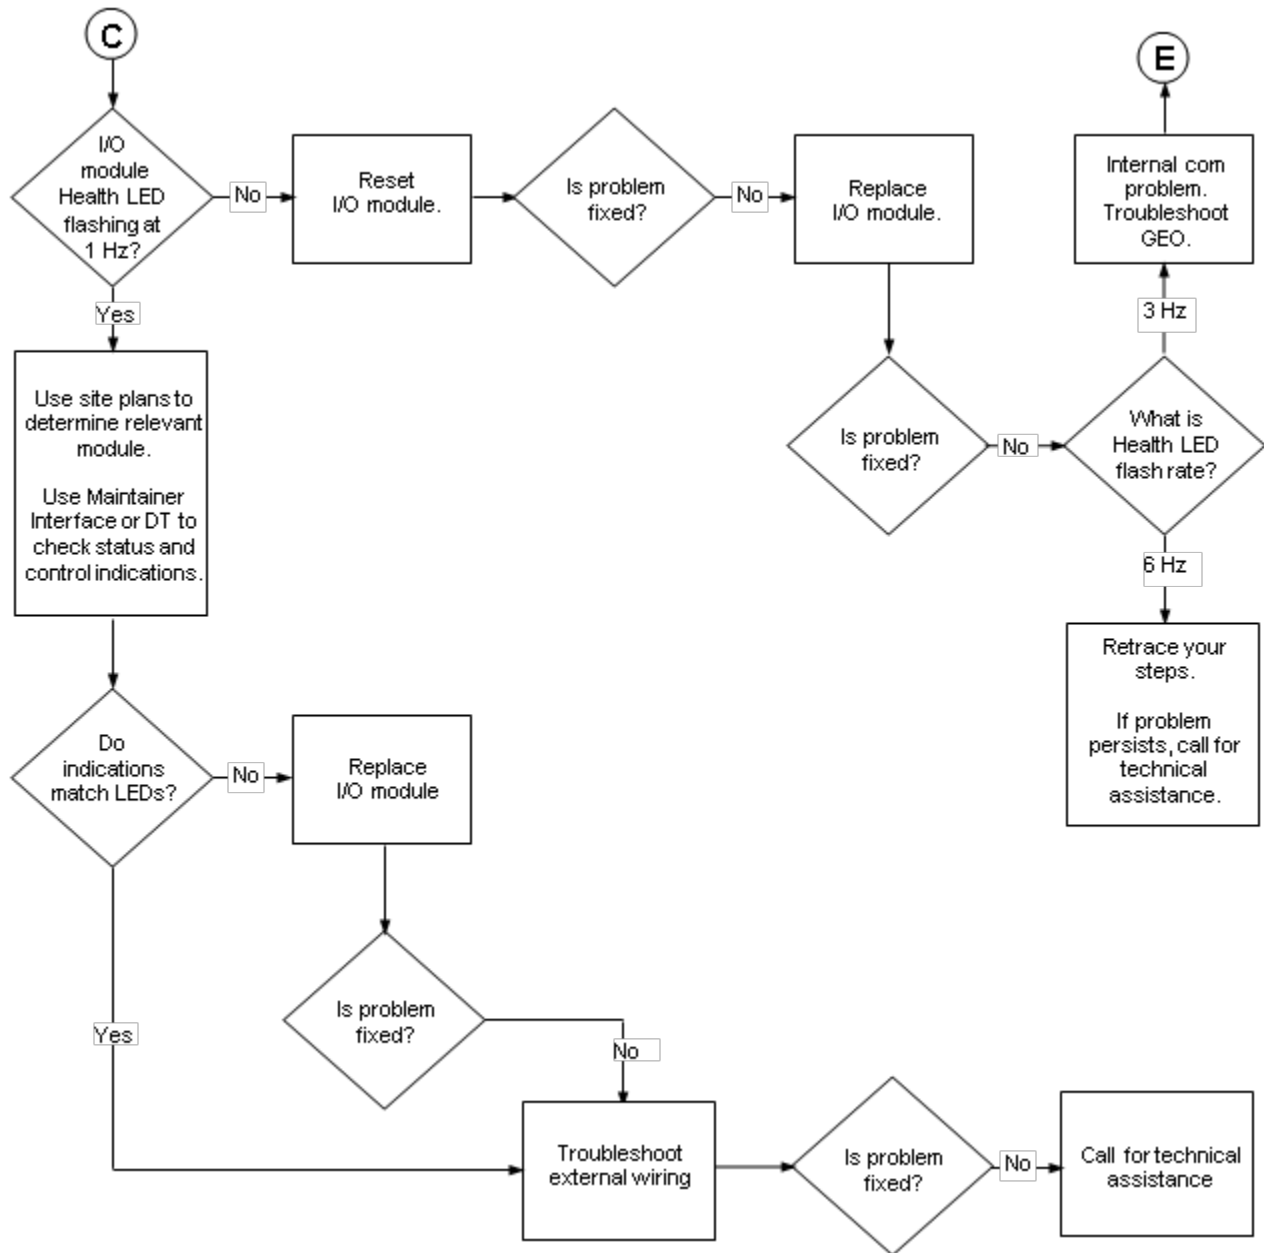 C
E
I/O
module
Health LED
flashing at
1 Hz?
No
Reset
I/O module.
Is problem
fixed?
No
Replace
I/O module.
Internal com
problem.
Troubleshoot
GEO.
3 Hz
Yes
Use site plans to
determine relevant
module.
Use Maintainer
Interface or DT to
check status and
control indications.
Is problem
fixed?
No
What is
Health LED
flash rate?
6 Hz
Retrace your
steps.
If problem
persists, call for
technical
assistance.
Do
indications
match LEDs?
No
Replace
I/O module
Is problem
fixed?
No
Yes
Troubleshoot
external wiring
Is problem
fixed?
No
Call for technical
assistance